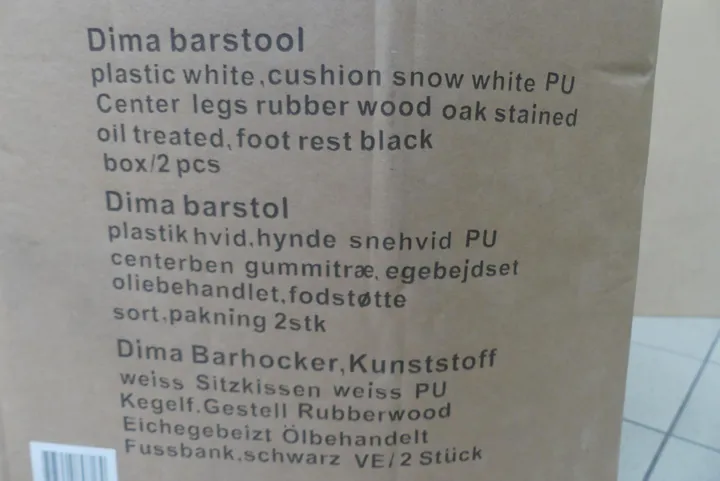 Dima barstool
plastic white,cushion snow white PU
Center legs rubber wood oak stained
oil treated,foot rest black
box/2 pcs
Dima barstol
plastik hvid,hynde snehvid PU
centerben gummitræ, egebejdset
oliebehandlet,fodstøtte
sort,pakning 2stk
Dima Barhocker,Kunststoff
weiss Sitzkissen weiss PU
Kegelf.Gestell Rubberwood
Eichegebeizt Ölbehandelt
Fussbank,schwarz VE/2 Stück